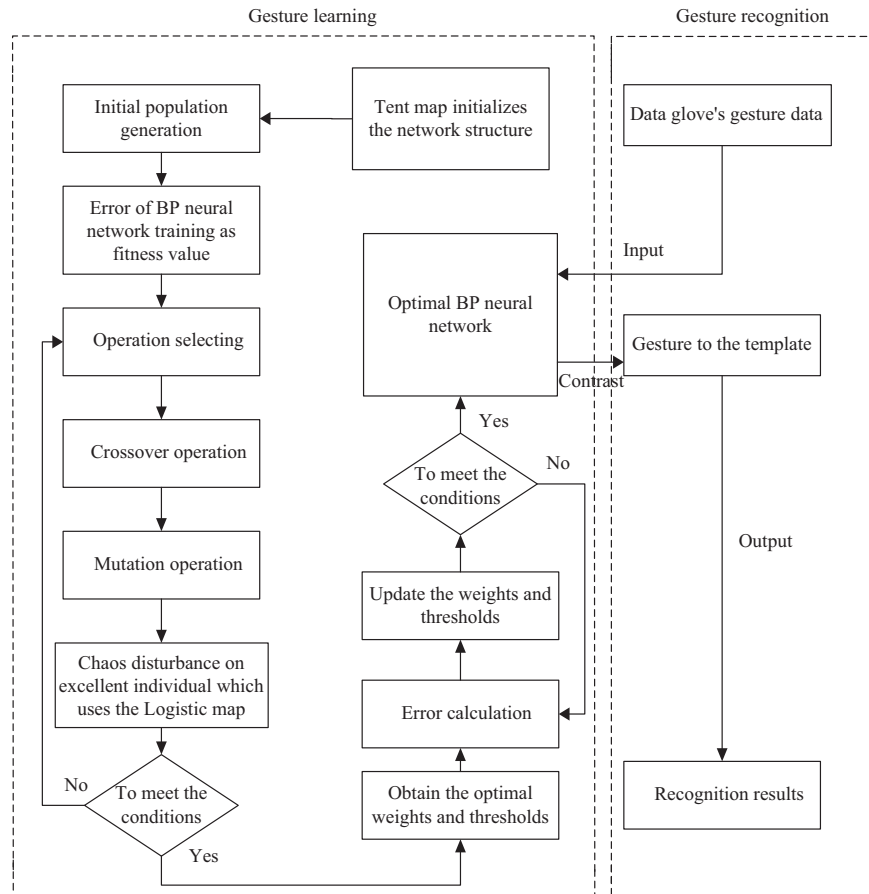 Gesture learning
Gesture recognition
Initial population
generation
Tent map initializes
the network structure
Data glove's gesture data
Error of BP neural
network training as
fitness value
Input
Optimal BP neural
network
Operation selecting
Gesture to the template
Contrast
Yes
Crossover operation
To meet the
conditions
No
Mutation operation
Output
Update the weights and
thresholds
Chaos disturbance on
excellent individual which
uses the Logistic map
Error calculation
No
To meet the
conditions
Yes
Obtain the optimal
weights and thresholds
Recognition results